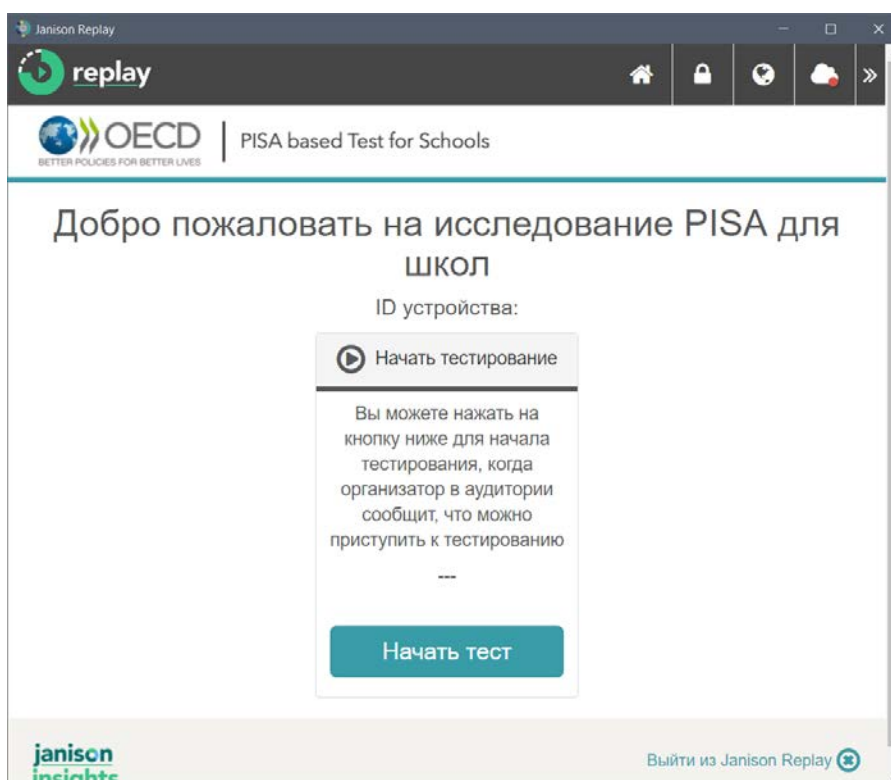 Janison Replay
replay
OECD
BETTER POLICIES FOR BETTER LIVES
PISA based Test for Schools
Добро пожаловать на исследование PISA для
школ
ID устройства:
Начать тестирование
Вы можете нажать на
кнопку ниже для начала
тестирования, когда
организатор в аудитории
сообщит, что можно
приступить к тестированию
---
Начать тест
janison
insights
Выйти из Janison Replay